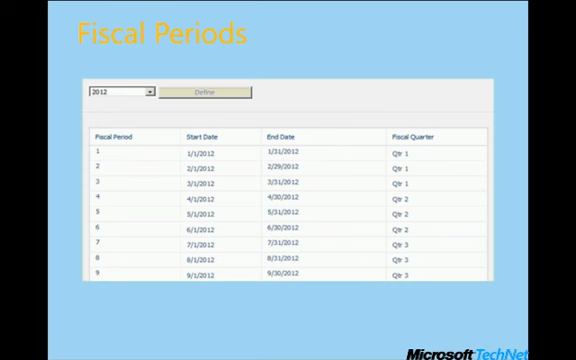 Fiscal Periods
2012 Define
Fiscal Period Start Date End Date Fiscal Quarter
1 1/1/2012 1/31/2012 Qtr 1
2 2/1/2012 2/29/2012 Qtr 1
3 3/1/2012 3/31/2012 Qtr 1
4 4/1/2012 4/30/2012 Qtr 2
5 5/1/2012 5/31/2012 Qtr 2
6 6/1/2012 6/30/2012 Qtr 2
7 7/1/2012 7/31/2012 Qtr 3
8 8/1/2012 8/31/2012 Qtr 3
9 9/1/2012 9/30/2012 Qtr 3
Microsoft TechNet